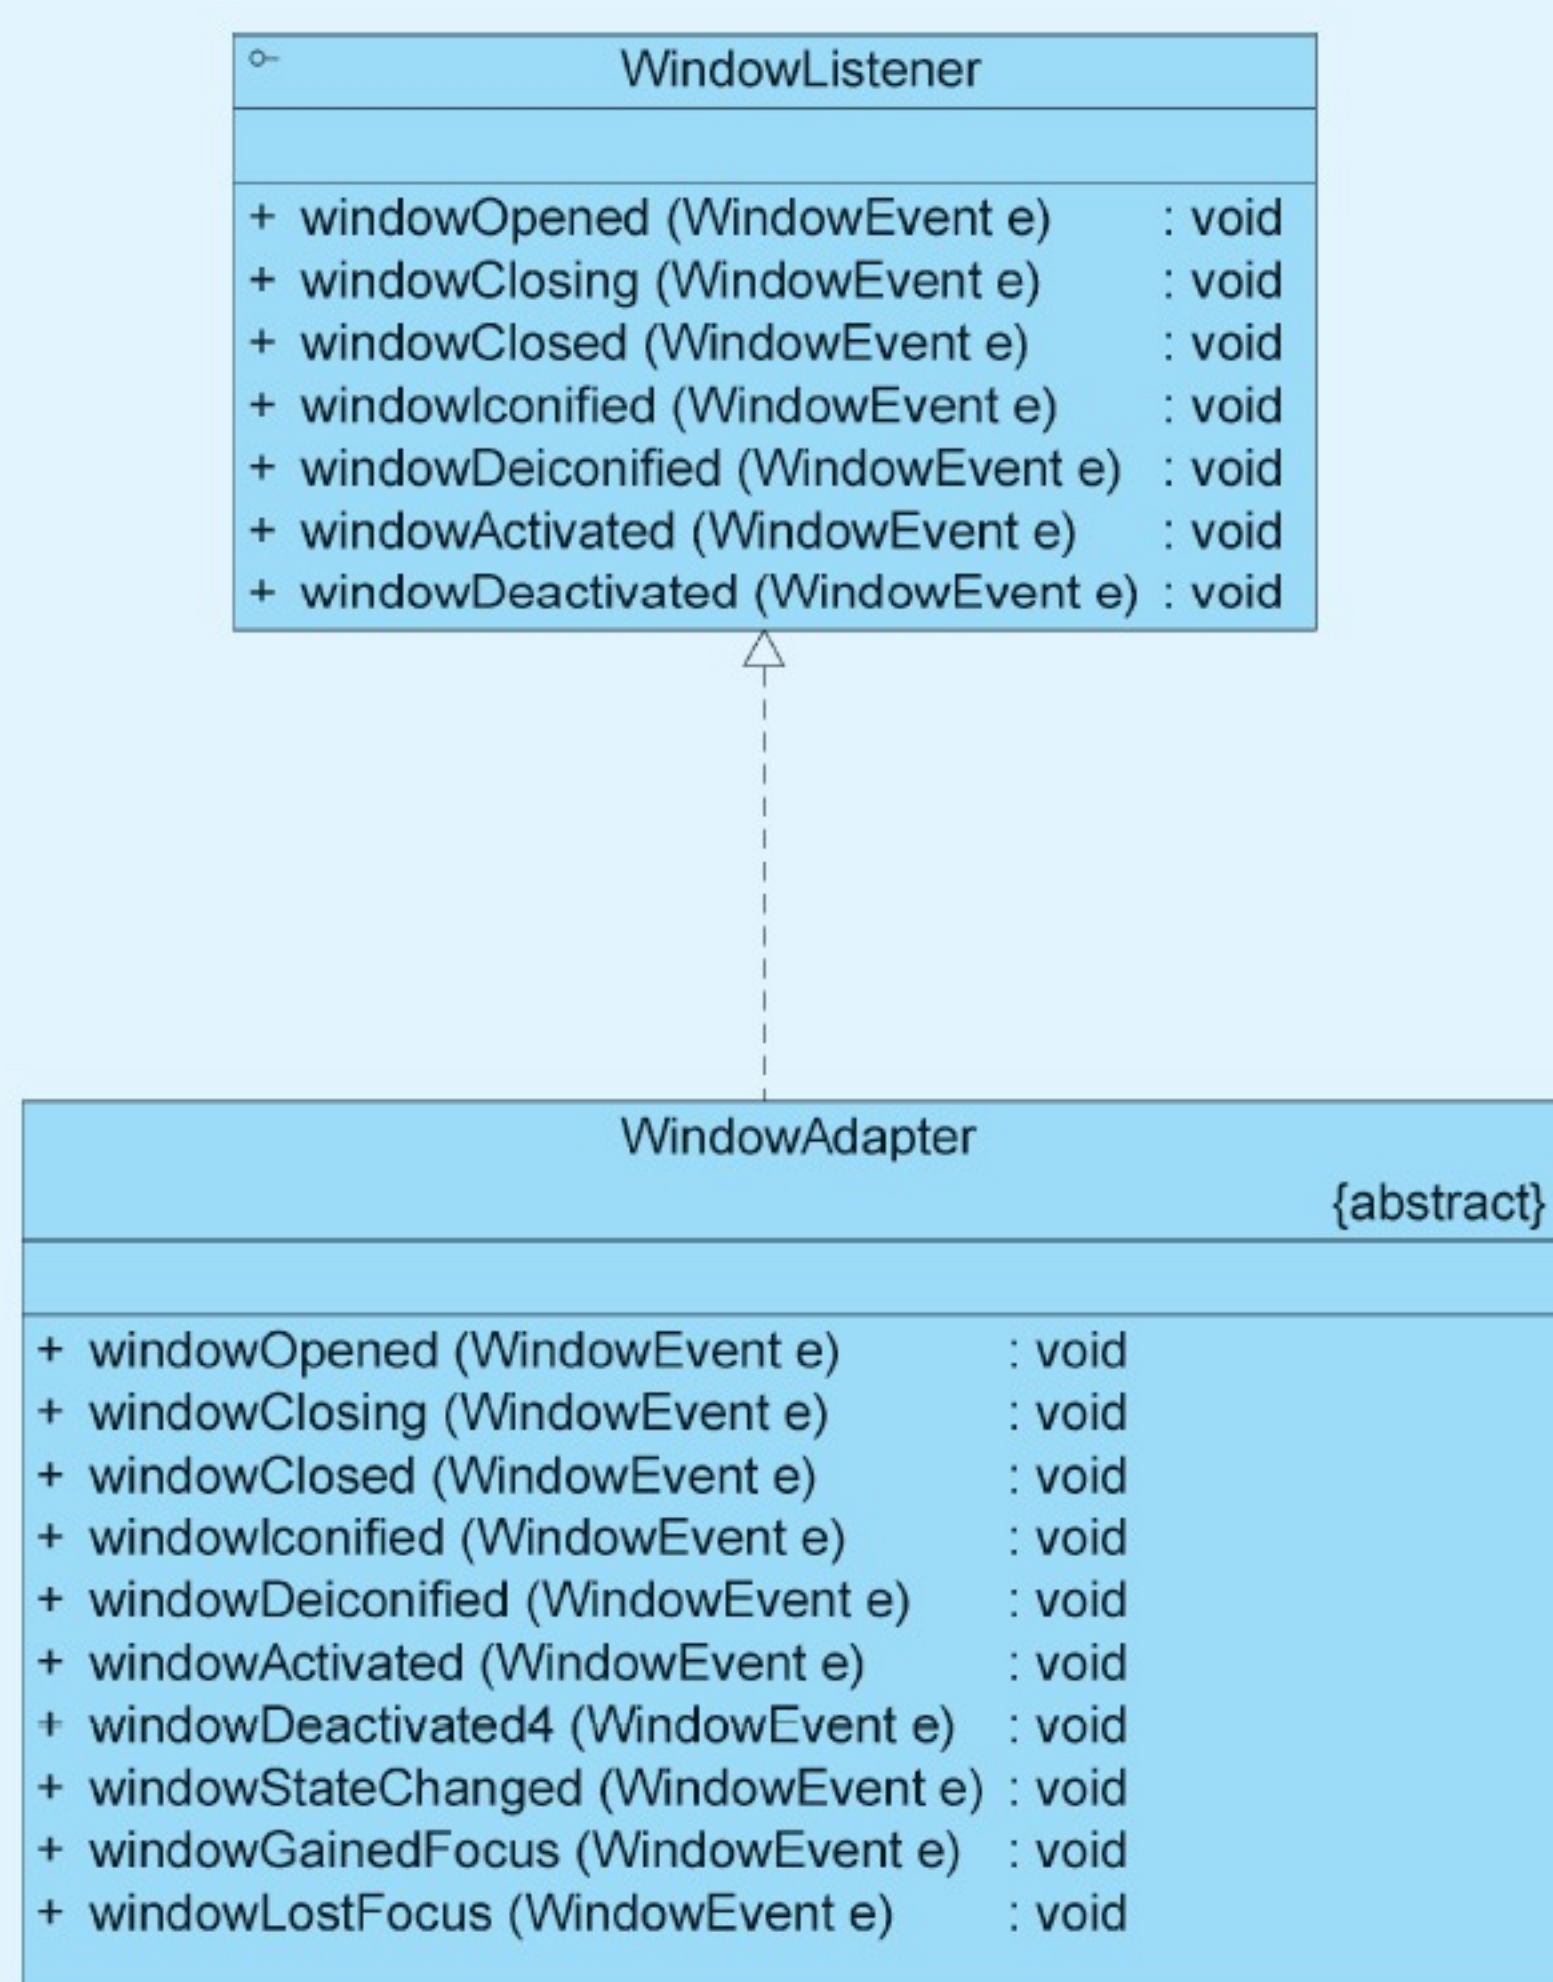 WindowListener
+ windowOpened (WindowEvent e) : void
+ windowClosing (WindowEvent e) : void
+ windowClosed (WindowEvent e) : void
+ windowIconified (WindowEvent e) : void
+ windowDeiconified (WindowEvent e) : void
+ windowActivated (WindowEvent e) : void
+ windowDeactivated (WindowEvent e) : void
WindowAdapter
{abstract}
+ windowOpened (WindowEvent e) : void
+ windowClosing (WindowEvent e) : void
+ windowClosed (WindowEvent e) : void
+ windowIconified (WindowEvent e) : void
+ windowDeiconified (WindowEvent e) : void
+ windowActivated (WindowEvent e) : void
+ windowDeactivated4 (WindowEvent e) : void
+ windowStateChanged (WindowEvent e) : void
+ windowGainedFocus (WindowEvent e) : void
+ windowLostFocus (WindowEvent e) : void